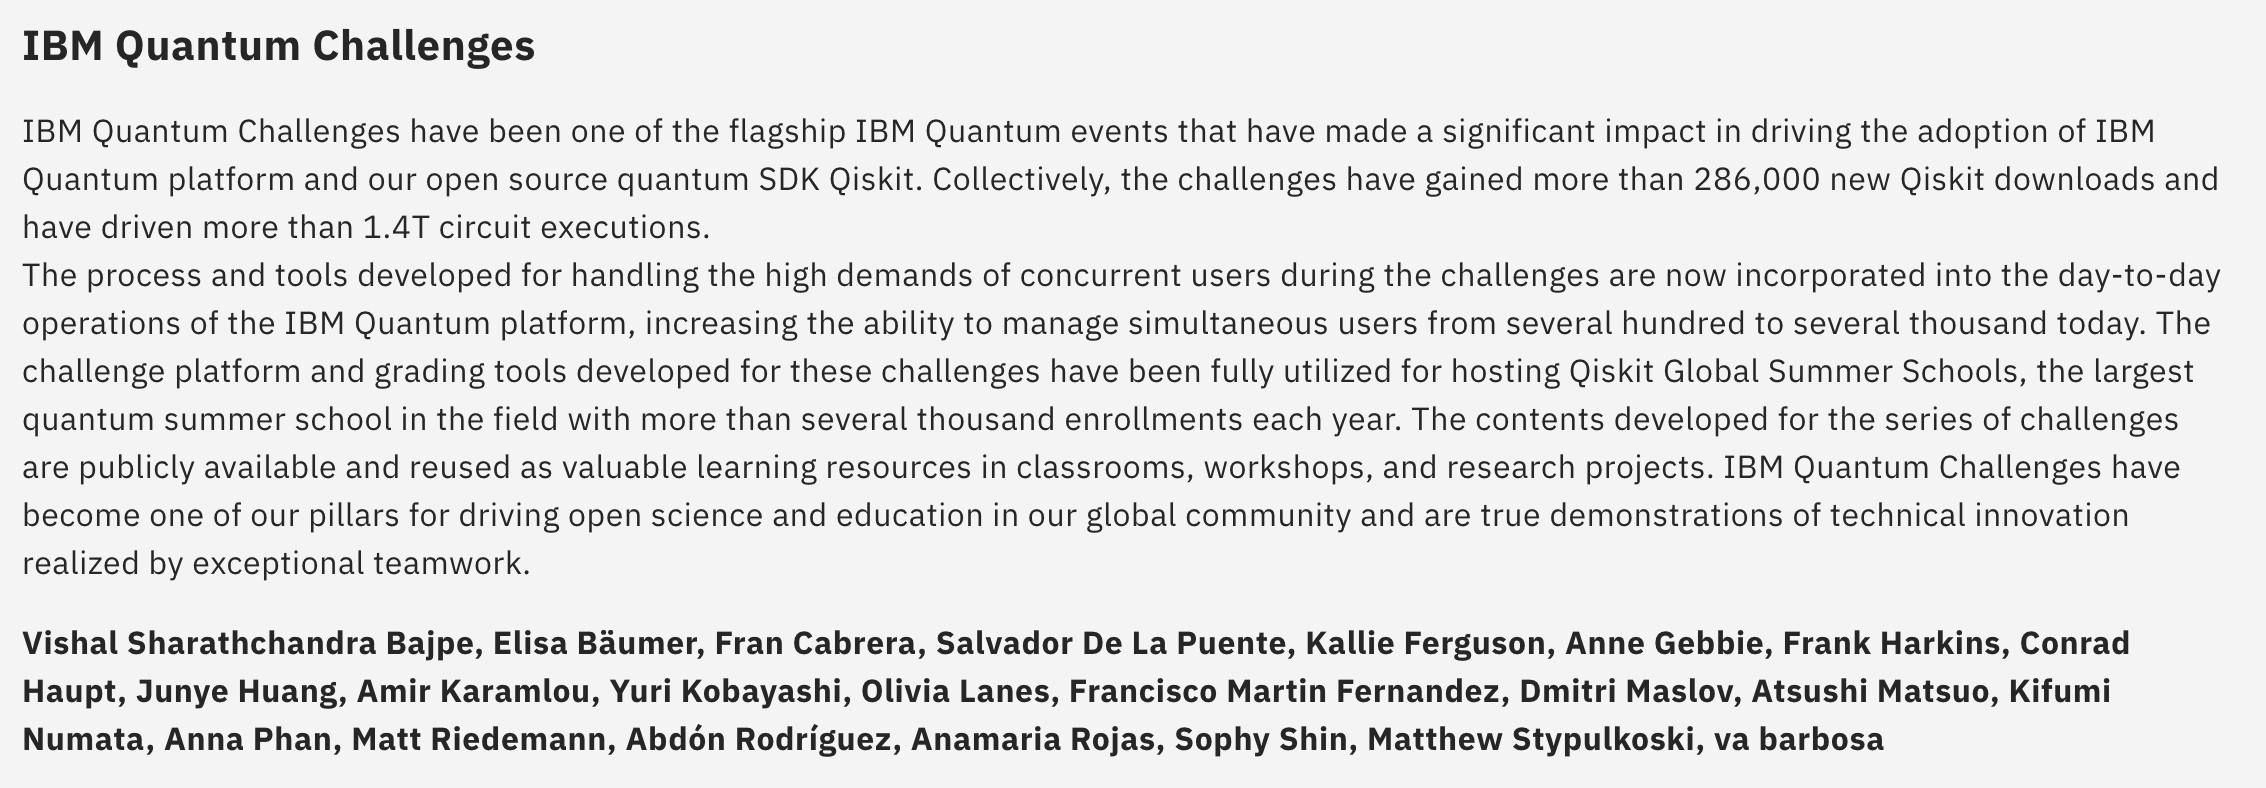 IBM Quantum Challenges
IBM Quantum Challenges have been one of the flagship IBM Quantum events that have made a significant impact in driving the adoption of IBM
Quantum platform and our open source quantum SDK Qiskit. Collectively, the challenges have gained more than 286,000 new Qiskit downloads and
have driven more than 1.4T circuit executions.
The process and tools developed for handling the high demands of concurrent users during the challenges are now incorporated into the day-to-day
operations of the IBM Quantum platform, increasing the ability to manage simultaneous users from several hundred to several thousand today. The
challenge platform and grading tools developed for these challenges have been fully utilized for hosting Qiskit Global Summer Schools, the largest
quantum summer school in the field with more than several thousand enrollments each year. The contents developed for the series of challenges
are publicly available and reused as valuable learning resources in classrooms, workshops, and research projects. IBM Quantum Challenges have
become one of our pillars for driving open science and education in our global community and are true demonstrations of technical innovation
realized by exceptional teamwork.
Vishal Sharathchandra Bajpe, Elisa Bäumer, Fran Cabrera, Salvador De La Puente, Kallie Ferguson, Anne Gebbie, Frank Harkins, Conrad
Haupt, Junye Huang, Amir Karamlou, Yuri Kobayashi, Olivia Lanes, Francisco Martin Fernandez, Dmitri Maslov, Atsushi Matsuo, Kifumi
Numata, Anna Phan, Matt Riedemann, Abdón Rodríguez, Anamaria Rojas, Sophy Shin, Matthew Stypulkoski, va barbosa